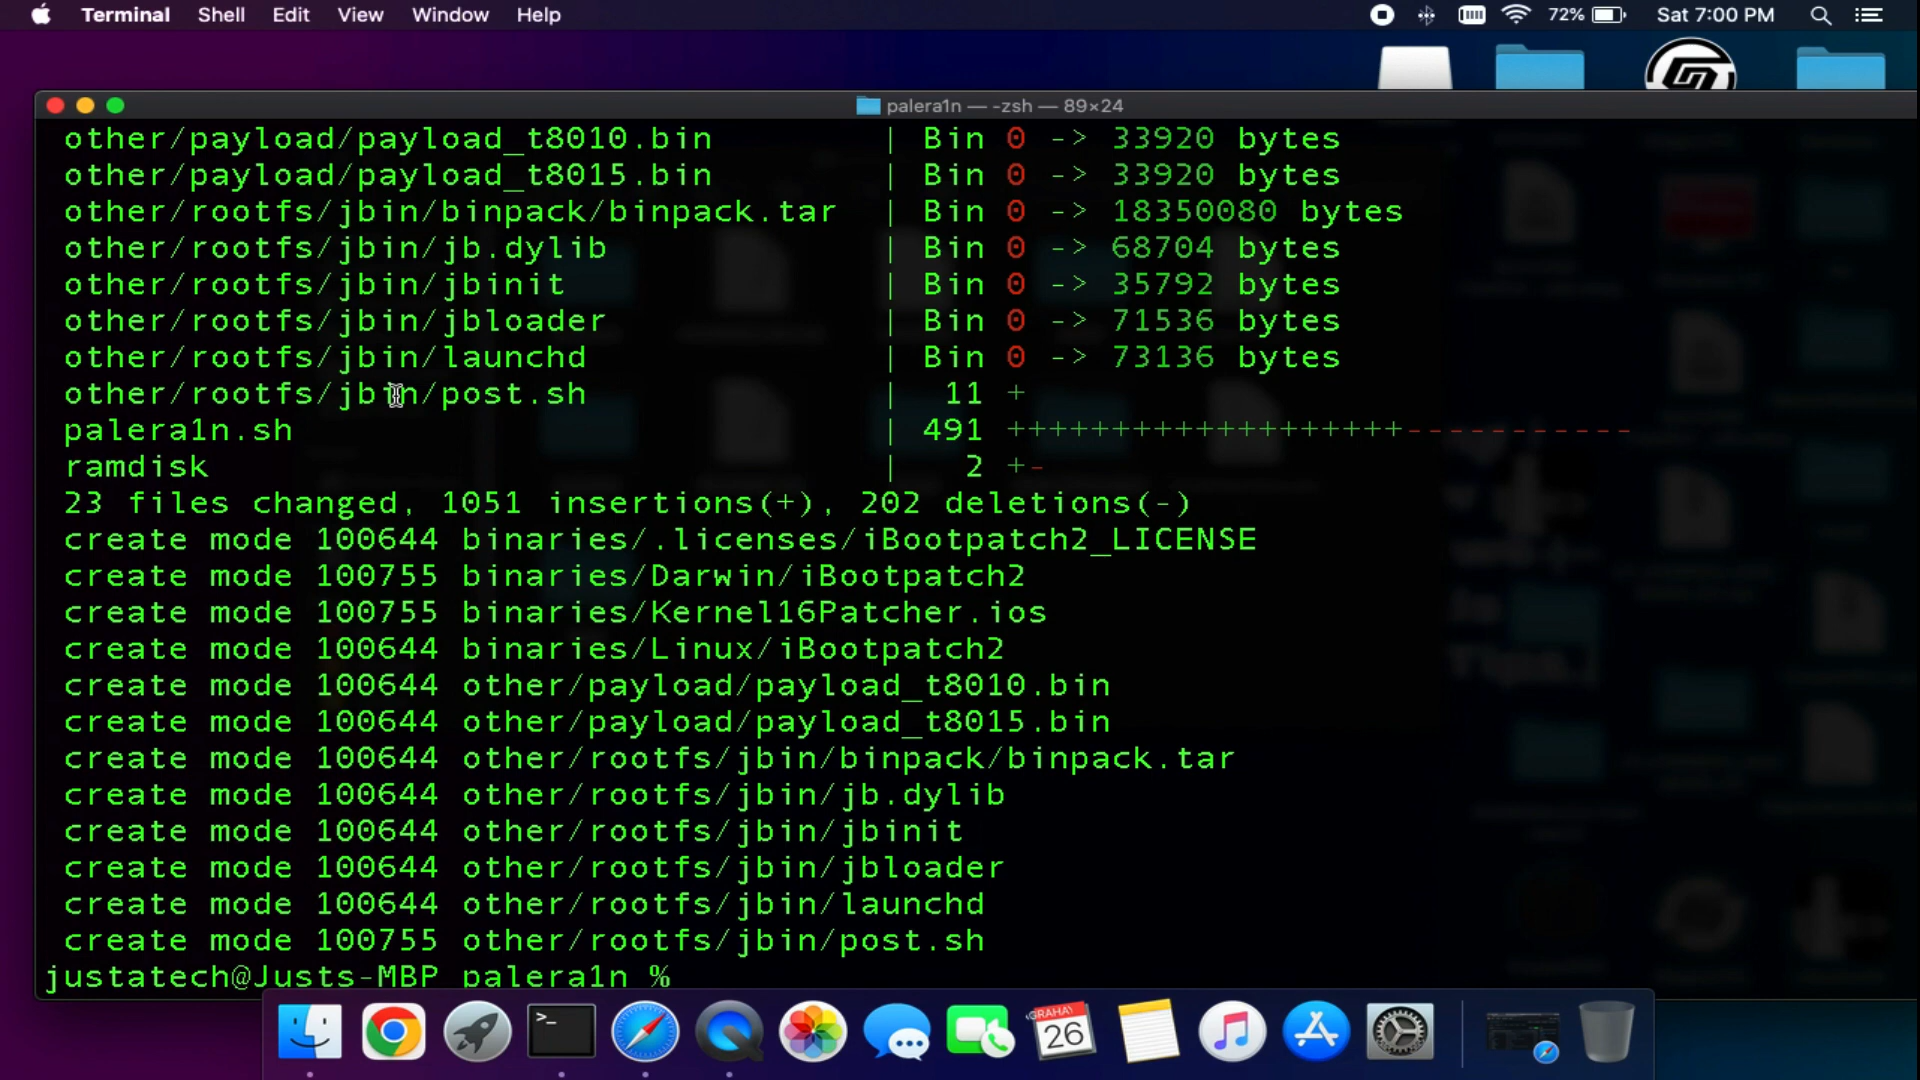 Terminal Shell Edit View Window Help 72% Sat 7:00 PM
palera1n — -zsh — 89×24
other/payload/payload_t8010.bin | Bin 0 -> 33920 bytes
other/payload/payload_t8015.bin | Bin 0 -> 33920 bytes
other/rootfs/jbin/binpack/binpack.tar | Bin 0 -> 18350080 bytes
other/rootfs/jbin/jb.dylib | Bin 0 -> 68704 bytes
other/rootfs/jbin/jbinit | Bin 0 -> 35792 bytes
other/rootfs/jbin/jbloader | Bin 0 -> 71536 bytes
other/rootfs/jbin/launchd | Bin 0 -> 73136 bytes
other/rootfs/jbin/post.sh | 11 +
palera1n.sh | 491 +++++++++++++++++++-----------
ramdisk | 2 +-
23 files changed, 1051 insertions(+), 202 deletions(-)
create mode 100644 binaries/.licenses/iBootpatch2_LICENSE
create mode 100755 binaries/Darwin/iBootpatch2
create mode 100755 binaries/Kernel16Patcher.ios
create mode 100644 binaries/Linux/iBootpatch2
create mode 100644 other/payload/payload_t8010.bin
create mode 100644 other/payload/payload_t8015.bin
create mode 100644 other/rootfs/jbin/binpack/binpack.tar
create mode 100644 other/rootfs/jbin/jb.dylib
create mode 100644 other/rootfs/jbin/jbinit
create mode 100644 other/rootfs/jbin/jbloader
create mode 100644 other/rootfs/jbin/launchd
create mode 100755 other/rootfs/jbin/post.sh
justatech@Justs-MBP palera1n %
26